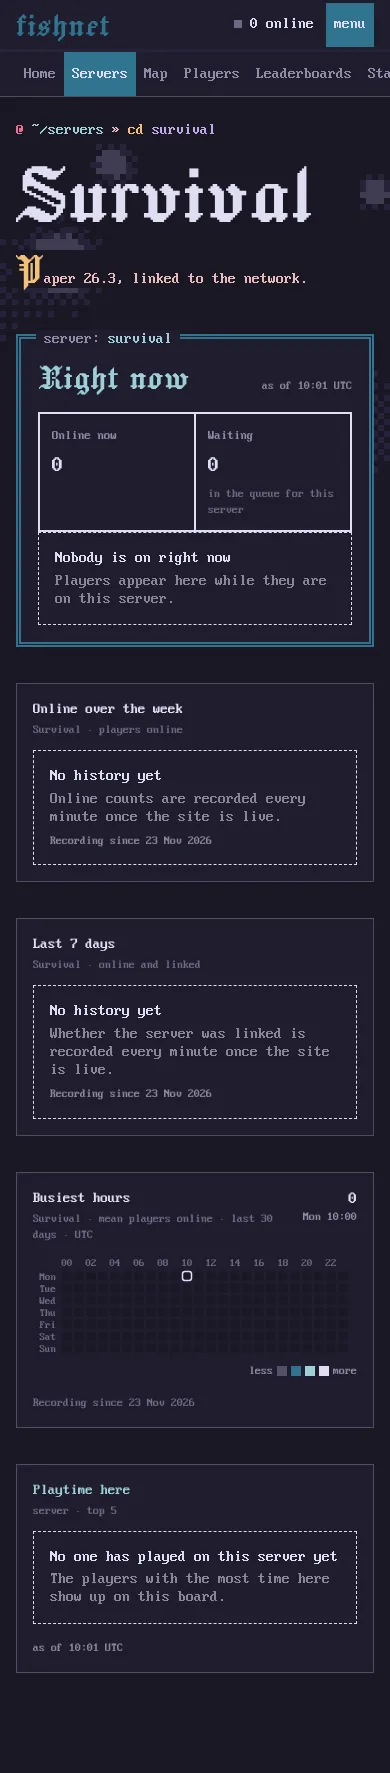 fishnet
0 online
menu
Home Servers Map Players Leaderboards Sta
@ ~/servers » cd survival
Survival
Paper 26.3, linked to the network.
server: survival
Right now
as of 10:01 UTC
Online now
0
Waiting
0
in the queue for this
server
Nobody is on right now
Players appear here while they are
on this server.
Online over the week
Survival · players online
No history yet
Online counts are recorded every
minute once the site is live.
Recording since 23 Nov 2026
Last 7 days
Survival · online and linked
No history yet
Whether the server was linked is
recorded every minute once the site
is live.
Recording since 23 Nov 2026
Busiest hours
0
Survival · mean players online · last 30
days · UTC
Mon 10:00
00 02 04 06 08 10 12 14 16 18 20 22
Mon
Tue
Wed
Thu
Fri
Sat
Sun
less
more
Recording since 23 Nov 2026
Playtime here
server · top 5
No one has played on this server yet
The players with the most time here
show up on this board.
as of 10:01 UTC